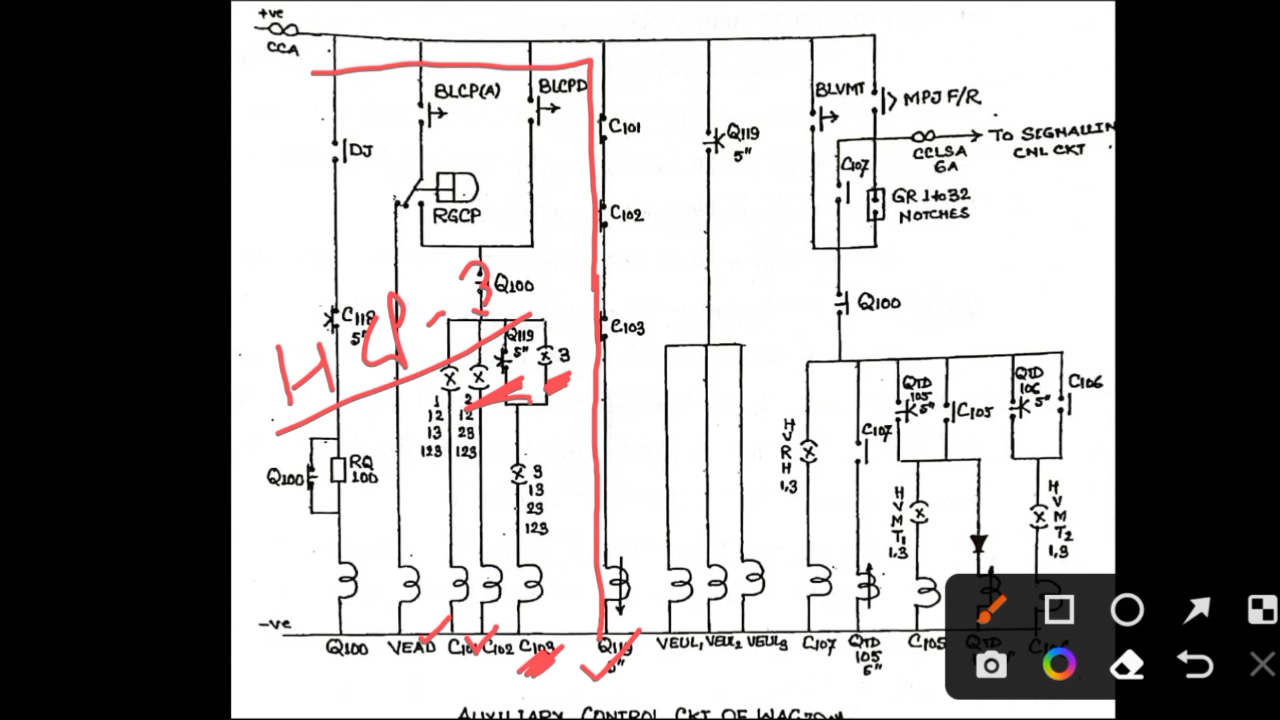 +ve
CCA
BLCP(A)
BLCPD
BLVMT
MPJ F/R
C101
Q119
5"
TO SIGNALLIN
CNL CKT
DJ
CCLSA
6A
C107
RGCP
C102
GR 1 to 32
NOTCHES
Q100
3
Q100
C118
5"
C103
HCP-3
Q119
5"
3
QTD
105
5"
QTD
106
5"
C106
C105
1
12
13
123
2
12
23
123
C107
HVRH
1,3
Q100
RQ
100
3
13
23
123
HVMT1
1,3
HVMT2
1,3
-ve
Q100
VEAD
C102
C103
VEUL1
VEUL2
VEUL3
C107
QTD
105
5"
C105
AUXILIARY CONTROL CKT OF